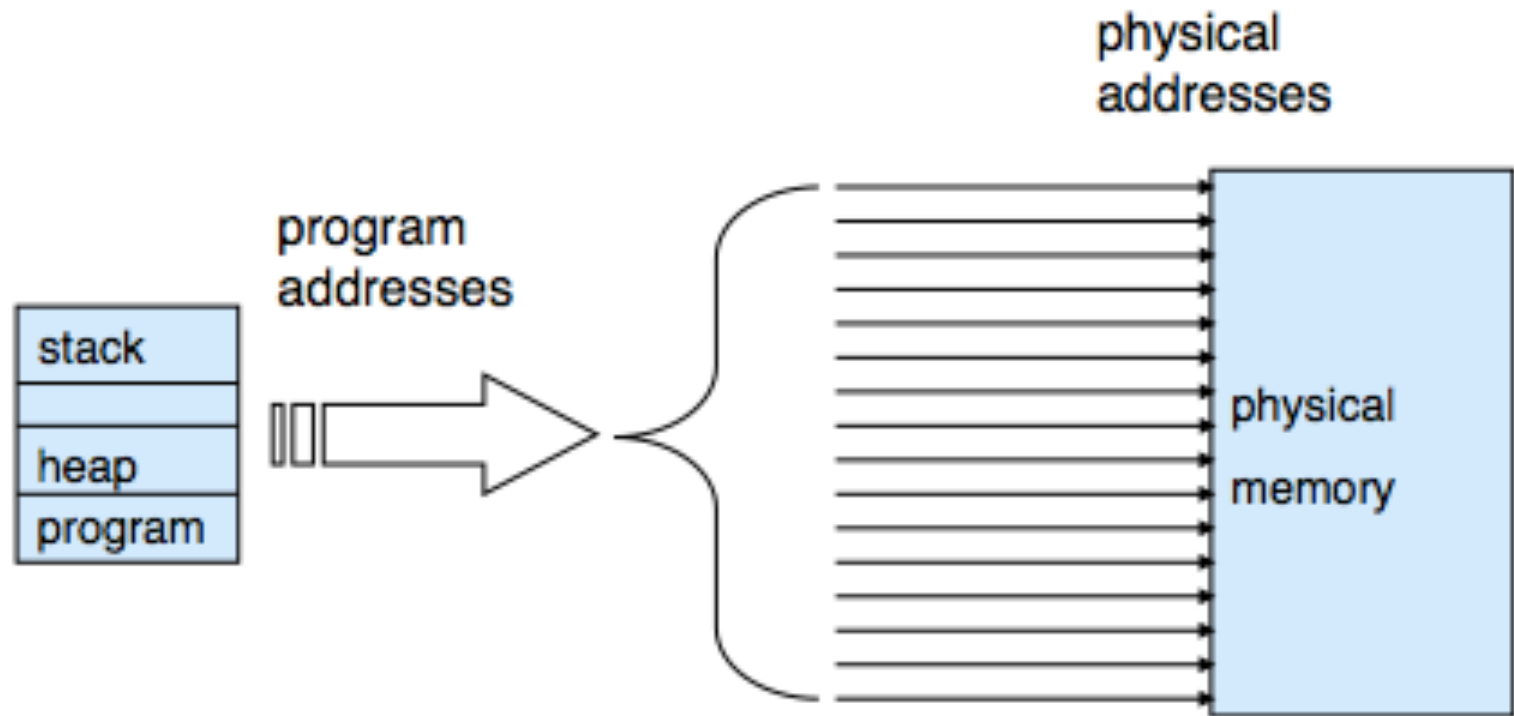 physical
addresses
program
addresses
stack
heap
program
physical
memory